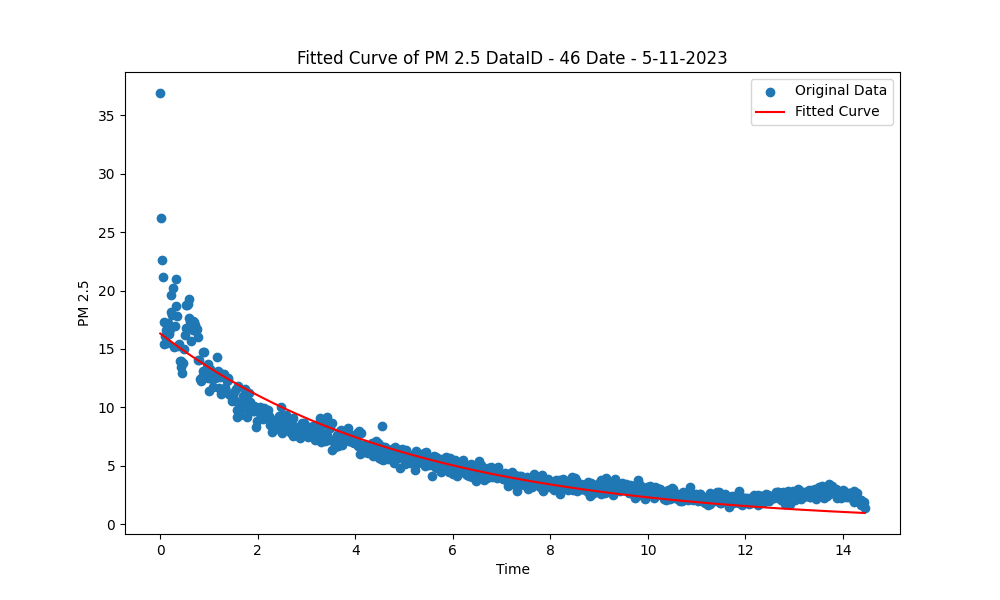 Fitted Curve of PM 2.5 DataID - 46 Date - 5-11-2023
Original Data
Fitted Curve
PM 2.5
35
30
25
20
15
10
5
0
0 2 4 6 8 10 12 14
Time